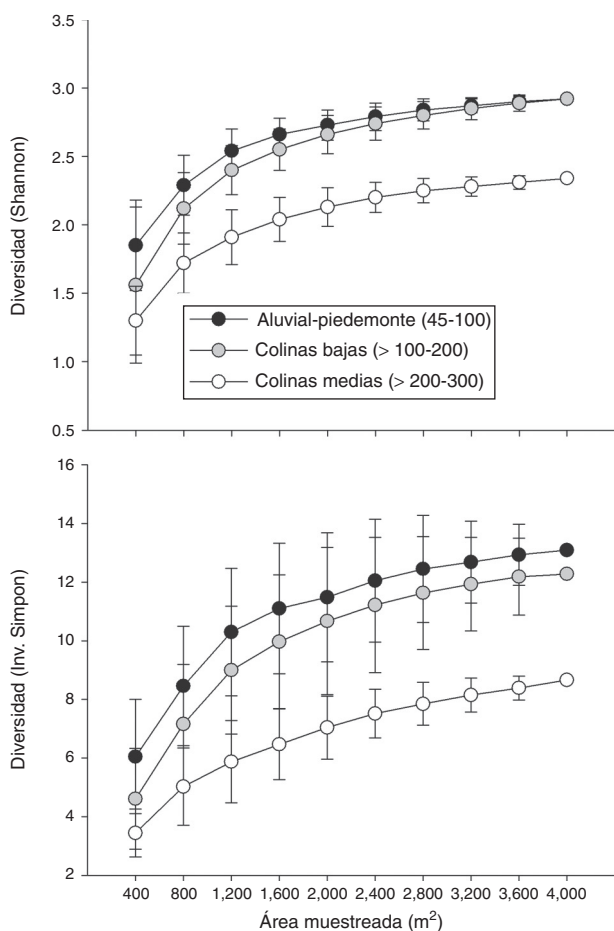 3.5
3.0
2.5
2.0
1.5
1.0
0.5
Diversidad (Shannon)
Aluvial-piedemonte (45-100)
Colinas bajas (> 100-200)
Colinas medias (> 200-300)
16
14
12
10
8
6
4
2
Diversidad (Inv. Simpon)
400 800 1,200 1,600 2,000 2,400 2,800 3,200 3,600 4,000
Área muestreada (m²)